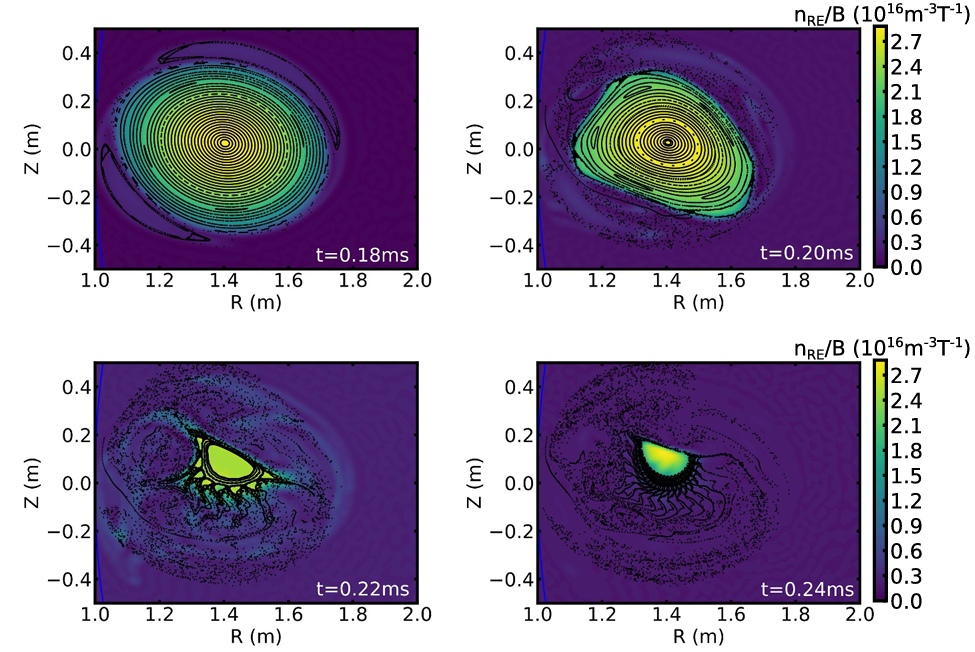 n_RE/B (10^16 m^-3 T^-1)
0.4
0.2
0.0
−0.2
−0.4
Z (m)
t=0.18ms
1.0 1.2 1.4 1.6 1.8 2.0
R (m)
0.4
0.2
0.0
−0.2
−0.4
Z (m)
t=0.20ms
1.0 1.2 1.4 1.6 1.8 2.0
R (m)
2.7
2.4
2.1
1.8
1.5
1.2
0.9
0.6
0.3
0.0
n_RE/B (10^16 m^-3 T^-1)
0.4
0.2
0.0
−0.2
−0.4
Z (m)
t=0.22ms
1.0 1.2 1.4 1.6 1.8 2.0
R (m)
0.4
0.2
0.0
−0.2
−0.4
Z (m)
t=0.24ms
1.0 1.2 1.4 1.6 1.8 2.0
R (m)
2.7
2.4
2.1
1.8
1.5
1.2
0.9
0.6
0.3
0.0